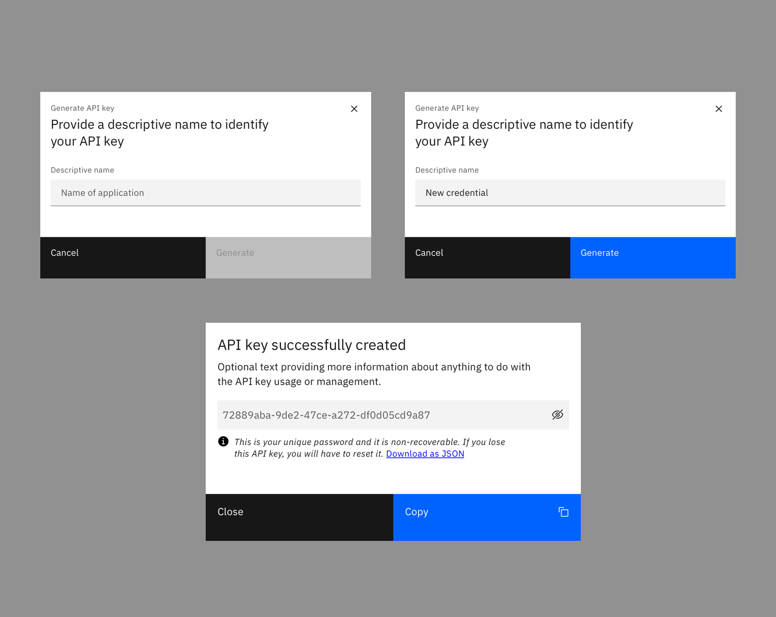 Generate API key
Provide a descriptive name to identify
your API key
Descriptive name
Name of application
Cancel
Generate
Generate API key
Provide a descriptive name to identify
your API key
Descriptive name
New credential
Cancel
Generate
API key successfully created
Optional text providing more information about anything to do with
the API key usage or management.
72889aba-9de2-47ce-a272-df0d05cd9a87
This is your unique password and it is non-recoverable. If you lose
this API key, you will have to reset it. Download as JSON
Close
Copy